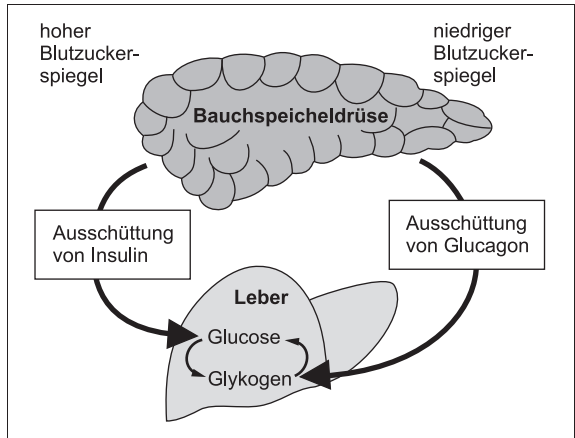 hoher
Blutzucker-
spiegel
niedriger
Blutzucker-
spiegel
Bauchspeicheldrüse
Ausschüttung
von Insulin
Ausschüttung
von Glucagon
Leber
Glucose
Glykogen